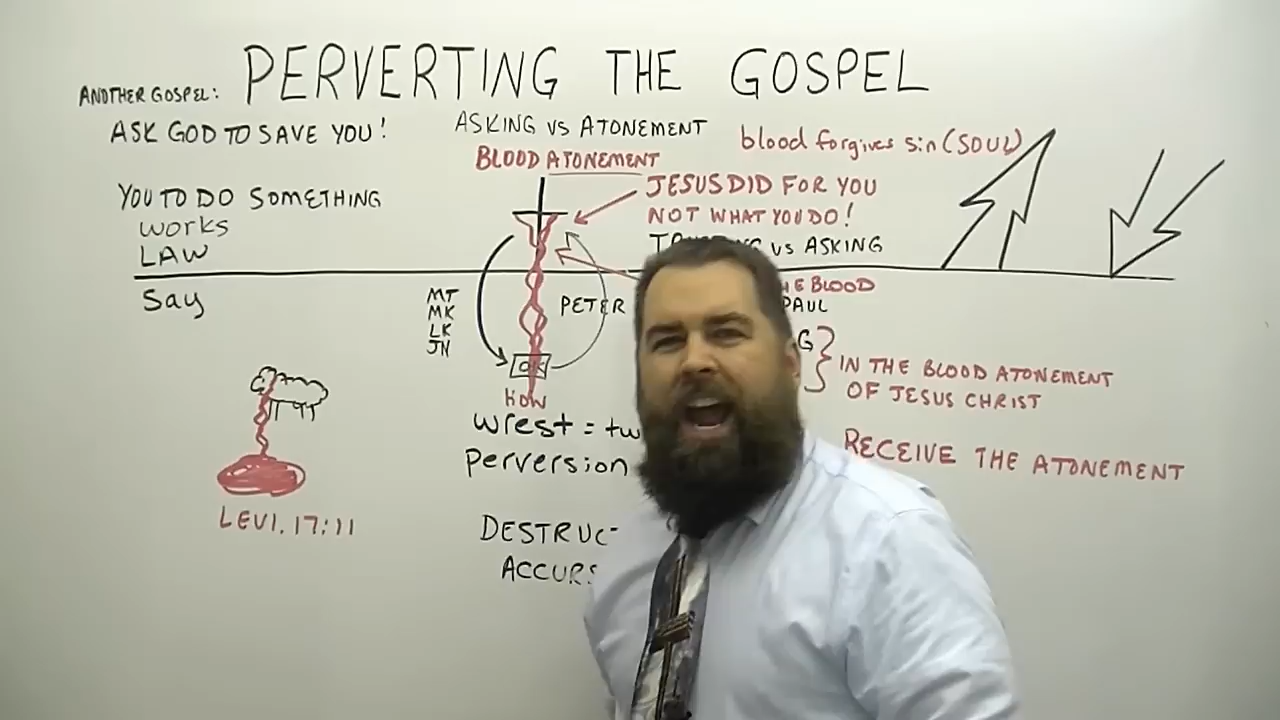 PERVERTING THE GOSPEL
ANOTHER GOSPEL:
ASK GOD TO SAVE YOU!
YOU TO DO SOMETHING
works
LAW
Say
LEVI. 17:11
ASKING VS ATONEMENT
BLOOD ATONEMENT
blood forgives sin (SOUL)
JESUS DID FOR YOU
NOT WHAT YOU DO!
VS ASKING
BLOOD
MT
MK
LK
JN
PETER
PAUL
HOW
wrest =
perversion
IN THE BLOOD ATONEMENT
OF JESUS CHRIST
RECEIVE THE ATONEMENT
DESTRUC
ACCURS